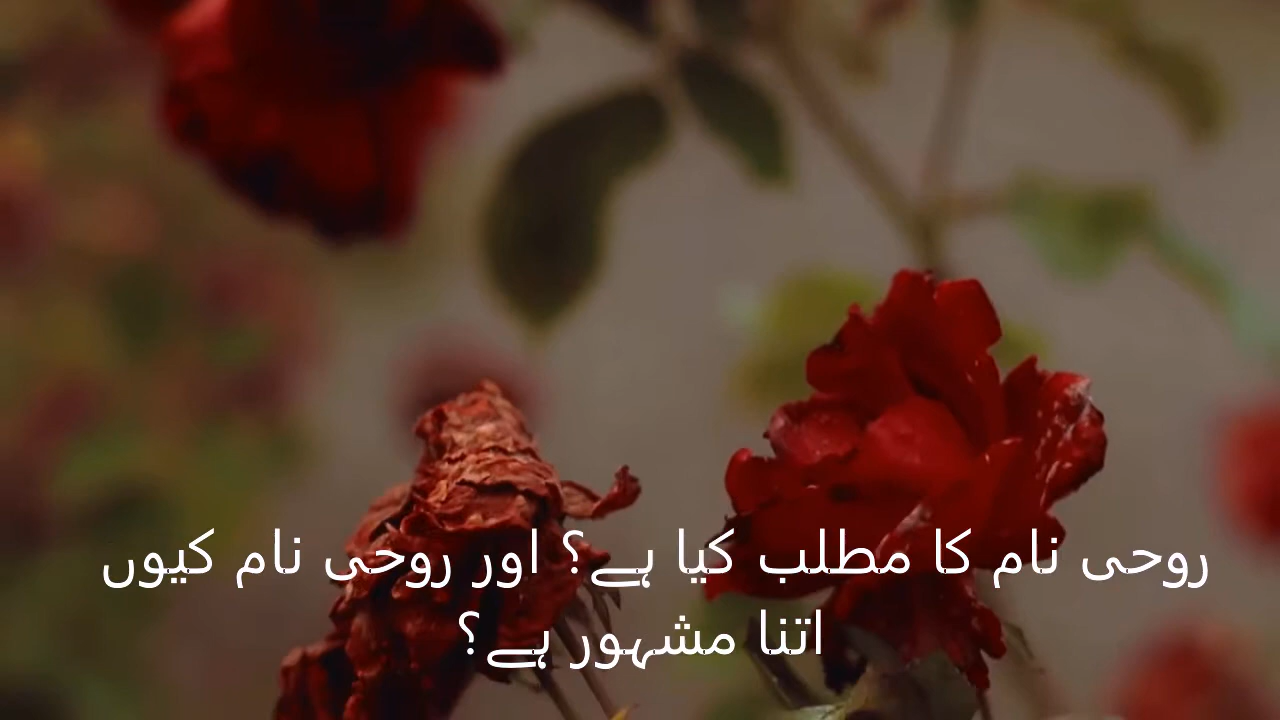 روحی نام کا مطلب کیا ہے؟ اور روحی نام کیوں
اتنا مشہور ہے؟